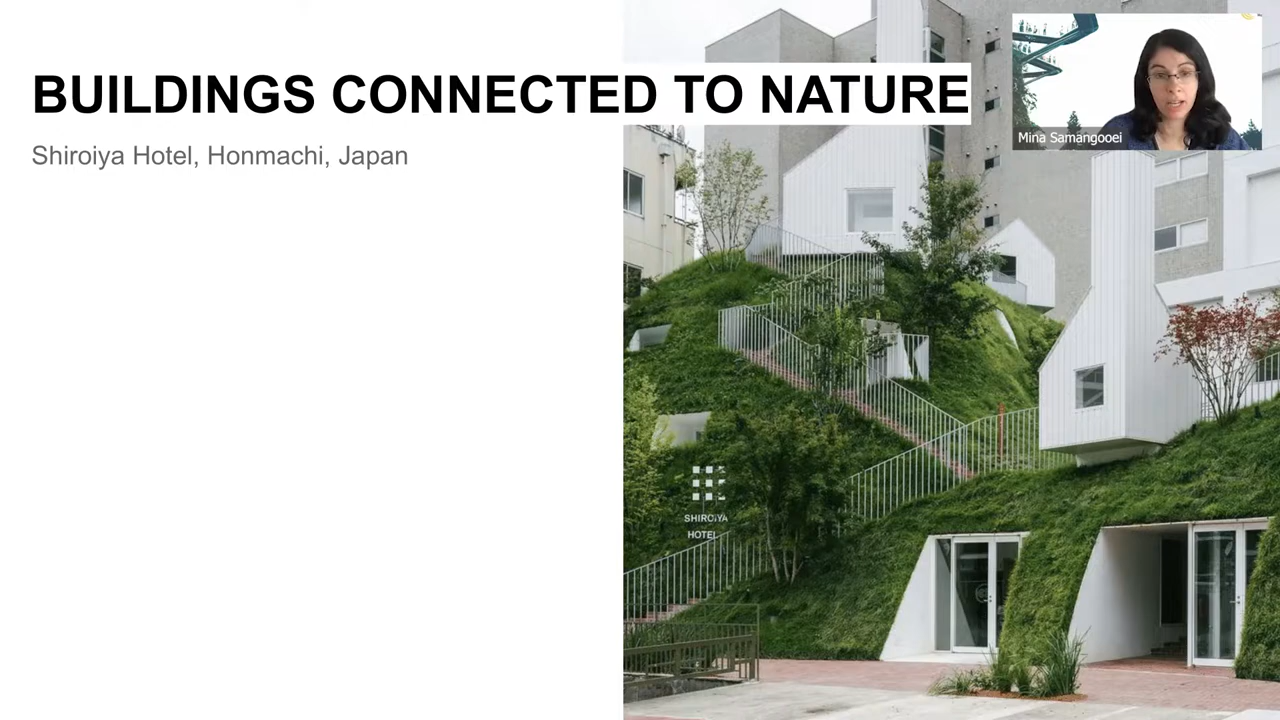 BUILDINGS CONNECTED TO NATURE
Shiroiya Hotel, Honmachi, Japan
Mina Samangooei
SHIROIYA
HOTEL